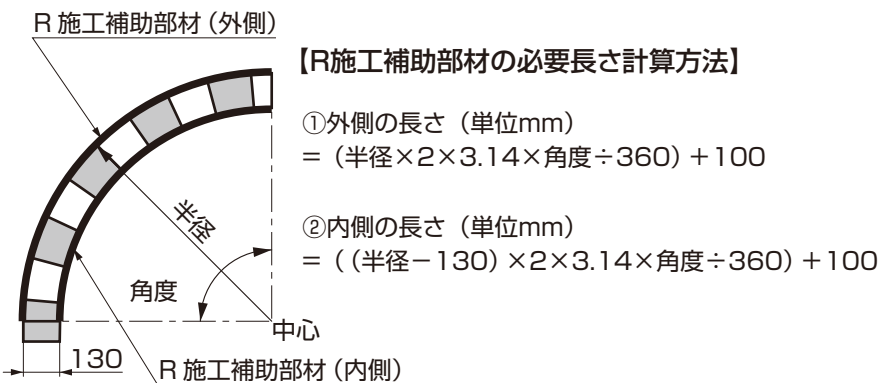 R 施工補助部材（外側）
【R施工補助部材の必要長さ計算方法】
①外側の長さ（単位mm）
＝（半径×2×3.14×角度÷360）＋100
半径
②内側の長さ（単位mm）
＝（（半径－130）×2×3.14×角度÷360）＋100
角度
中心
130
R 施工補助部材（内側）